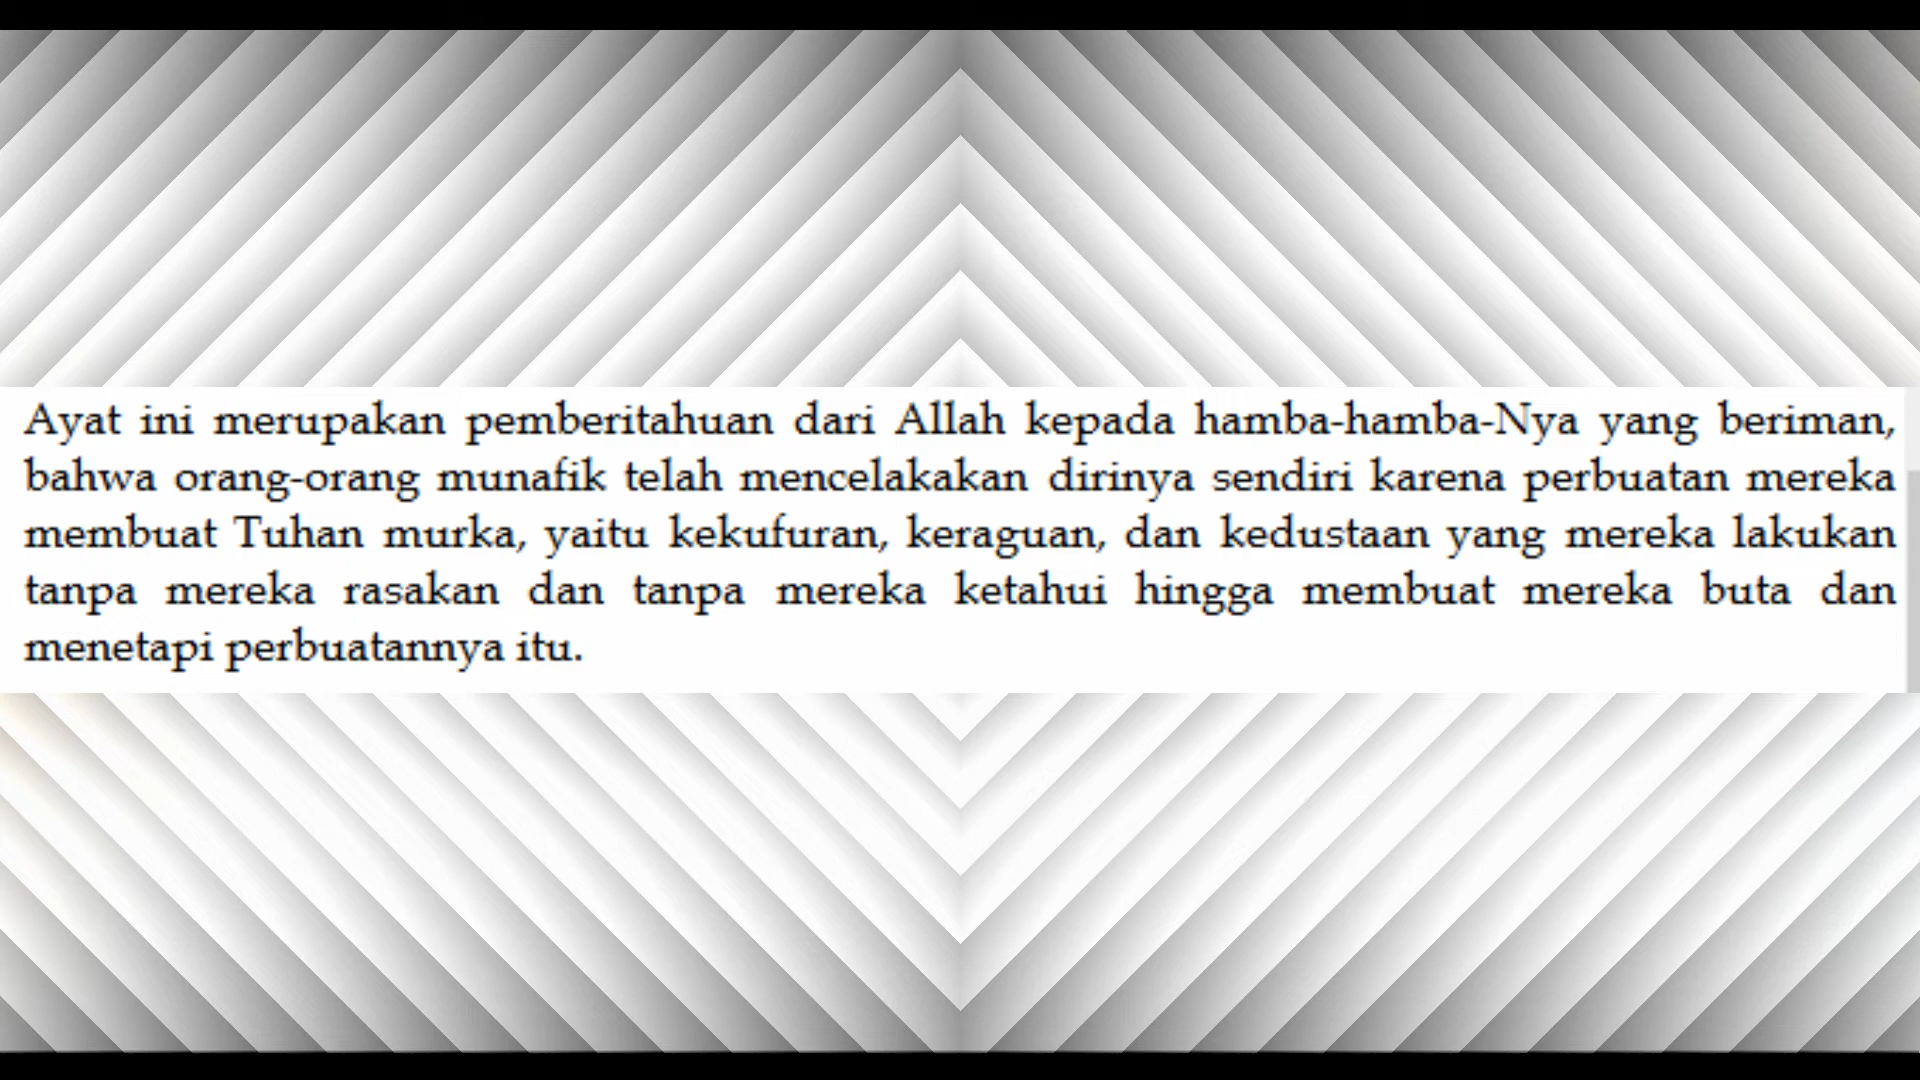 Ayat ini merupakan pemberitahuan dari Allah kepada hamba-hamba-Nya yang beriman,
bahwa orang-orang munafik telah mencelakakan dirinya sendiri karena perbuatan mereka
membuat Tuhan murka, yaitu kekufuran, keraguan, dan kedustaan yang mereka lakukan
tanpa mereka rasakan dan tanpa mereka ketahui hingga membuat mereka buta dan
menetapi perbuatannya itu.